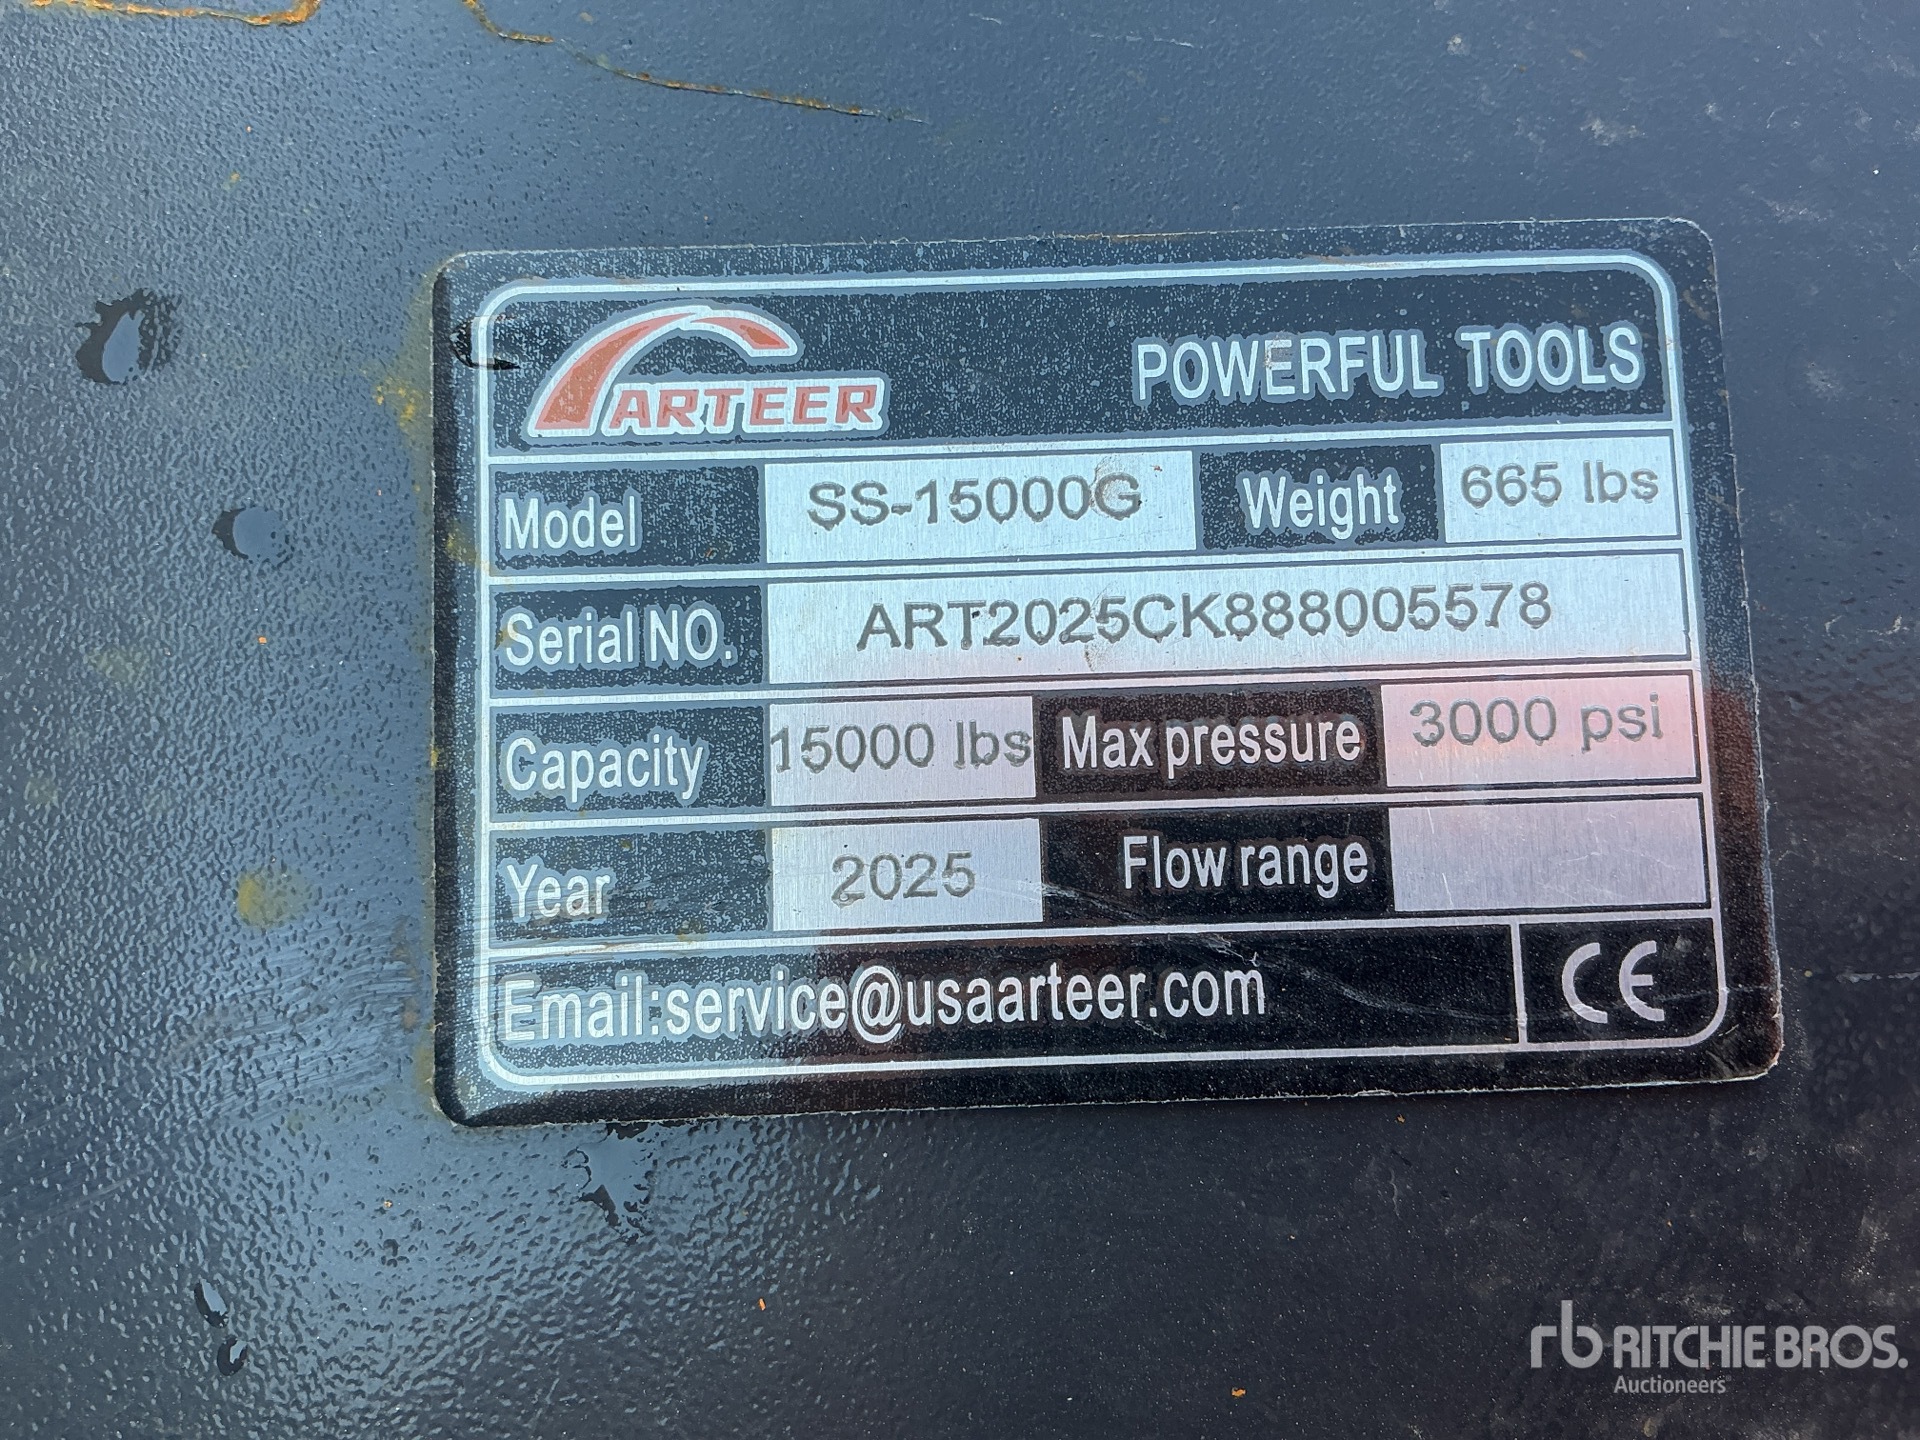 ARTEER POWERFUL TOOLS
Model SS-15000G Weight 665 lbs
Serial NO. ART2025CK888005578
Capacity 15000 lbs Max pressure 3000 psi
Year 2025 Flow range
Email:service@usaarteer.com CE
rb RITCHIE BROS.
Auctioneers